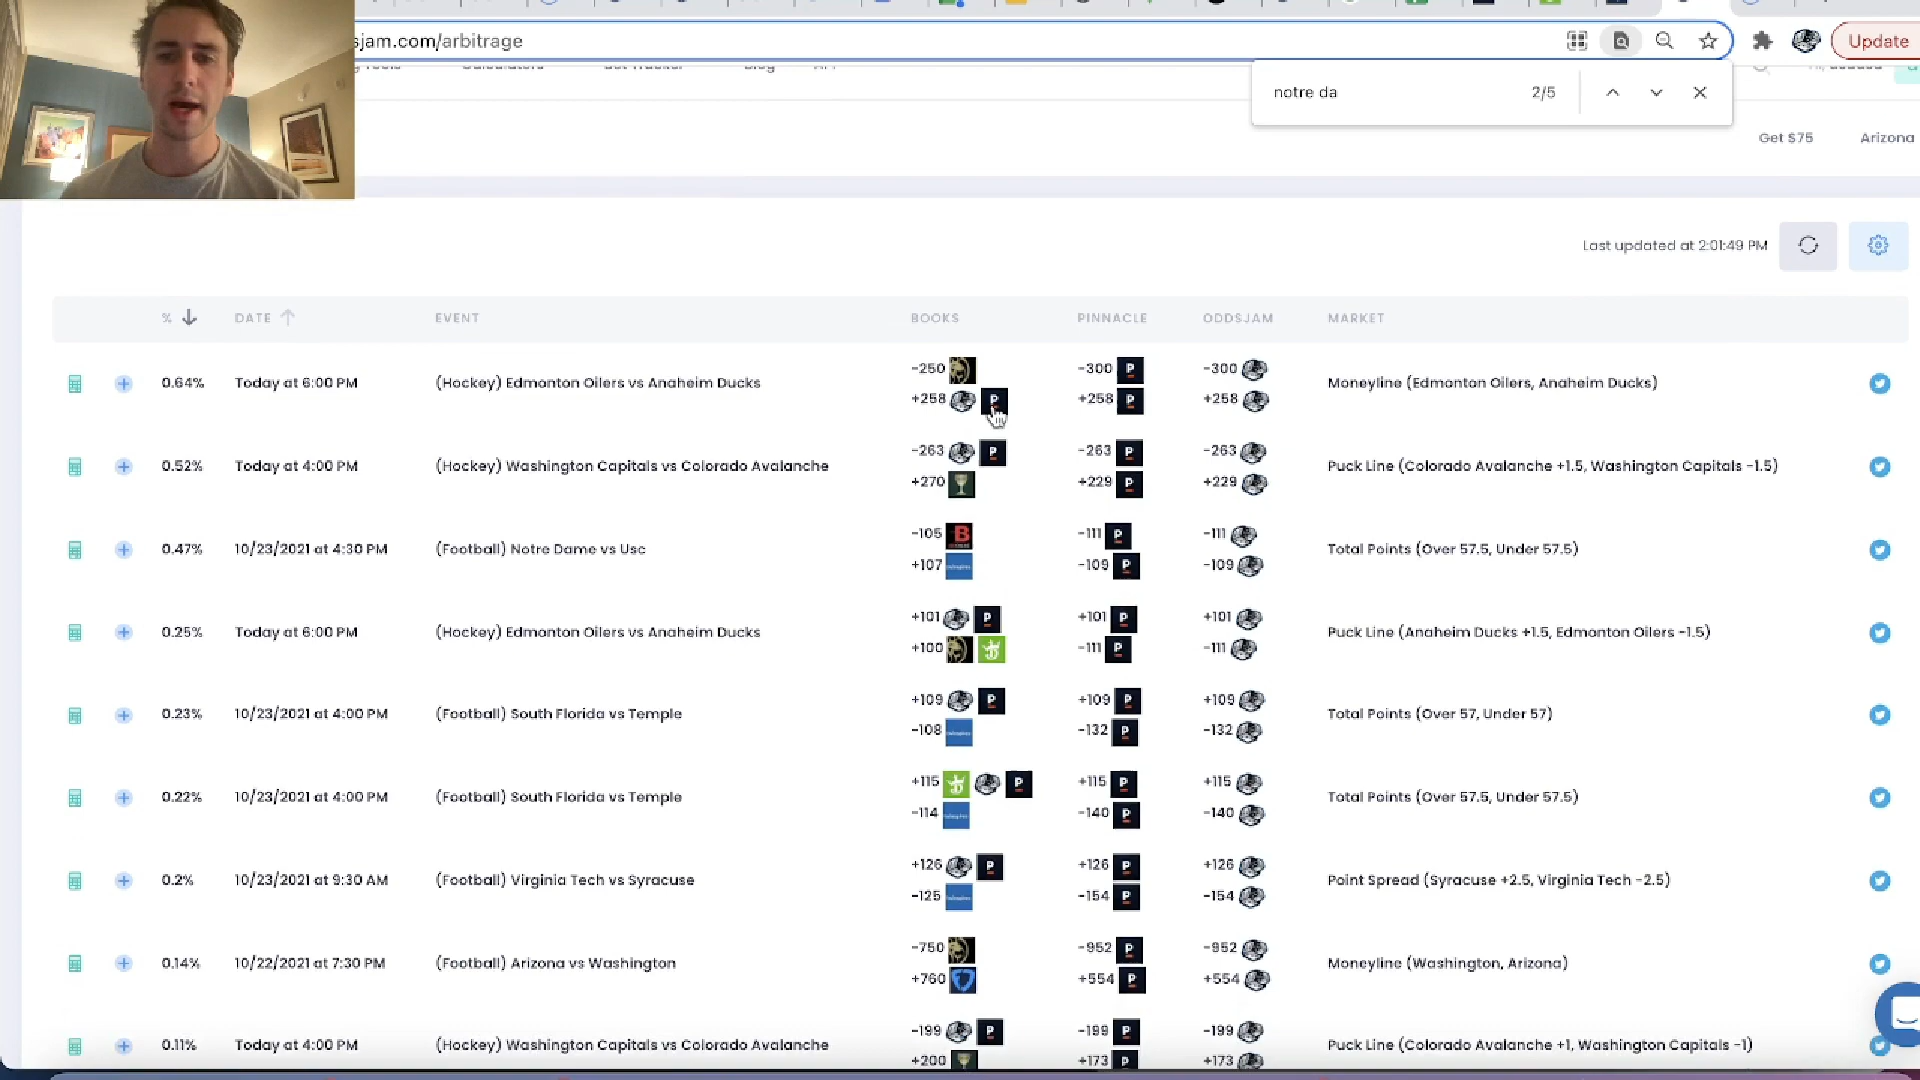 sjam.com/arbitrage
Update
notre da 2/5
Blog
API
Get $75 Arizona
Last updated at 2:01:49 PM
% DATE EVENT BOOKS PINNACLE ODDSJAM MARKET
-250 -300 P -300
0.64% Today at 6:00 PM (Hockey) Edmonton Oilers vs Anaheim Ducks Moneyline (Edmonton Oilers, Anaheim Ducks)
+258 P +258 P +258
-263 P -263 P -263
0.52% Today at 4:00 PM (Hockey) Washington Capitals vs Colorado Avalanche Puck Line (Colorado Avalanche +1.5, Washington Capitals -1.5)
+270 +229 P +229
-105 B -111 P -111
0.47% 10/23/2021 at 4:30 PM (Football) Notre Dame vs Usc Total Points (Over 57.5, Under 57.5)
+107 -109 P -109
+101 P +101 P +101
0.25% Today at 6:00 PM (Hockey) Edmonton Oilers vs Anaheim Ducks Puck Line (Anaheim Ducks +1.5, Edmonton Oilers -1.5)
+100 -111 P -111
+109 P +109 P +109
0.23% 10/23/2021 at 4:00 PM (Football) South Florida vs Temple Total Points (Over 57, Under 57)
-108 -132 P -132
+115 P +115 P +115
0.22% 10/23/2021 at 4:00 PM (Football) South Florida vs Temple Total Points (Over 57.5, Under 57.5)
-114 -140 P -140
+126 P +126 P +126
0.2% 10/23/2021 at 9:30 AM (Football) Virginia Tech vs Syracuse Point Spread (Syracuse +2.5, Virginia Tech -2.5)
-125 -154 P -154
-750 -952 P -952
0.14% 10/22/2021 at 7:30 PM (Football) Arizona vs Washington Moneyline (Washington, Arizona)
+760 +554 P +554
-199 P -199 P -199
0.11% Today at 4:00 PM (Hockey) Washington Capitals vs Colorado Avalanche Puck Line (Colorado Avalanche +1, Washington Capitals -1)
+200 +173 P +173